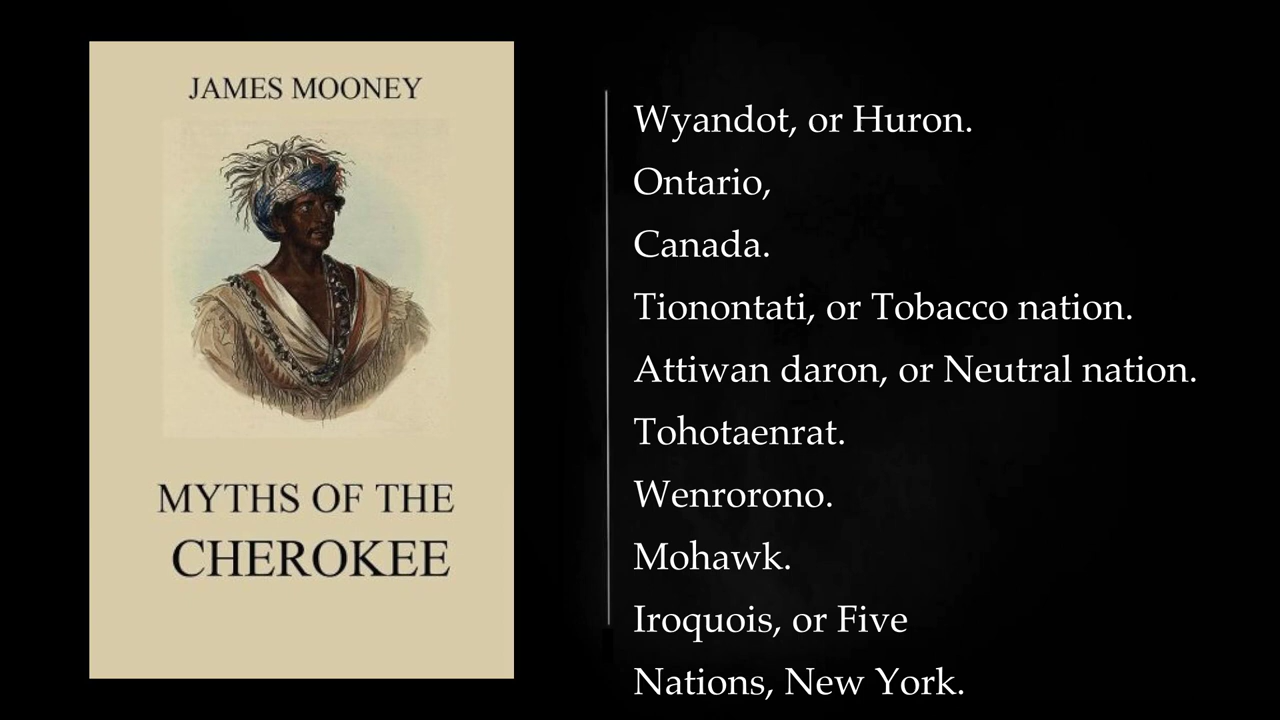 JAMES MOONEY
MYTHS OF THE
CHEROKEE
Wyandot, or Huron.
Ontario,
Canada.
Tionontati, or Tobacco nation.
Attiwan daron, or Neutral nation.
Tohotaenrat.
Wenrorono.
Mohawk.
Iroquois, or Five
Nations, New York.